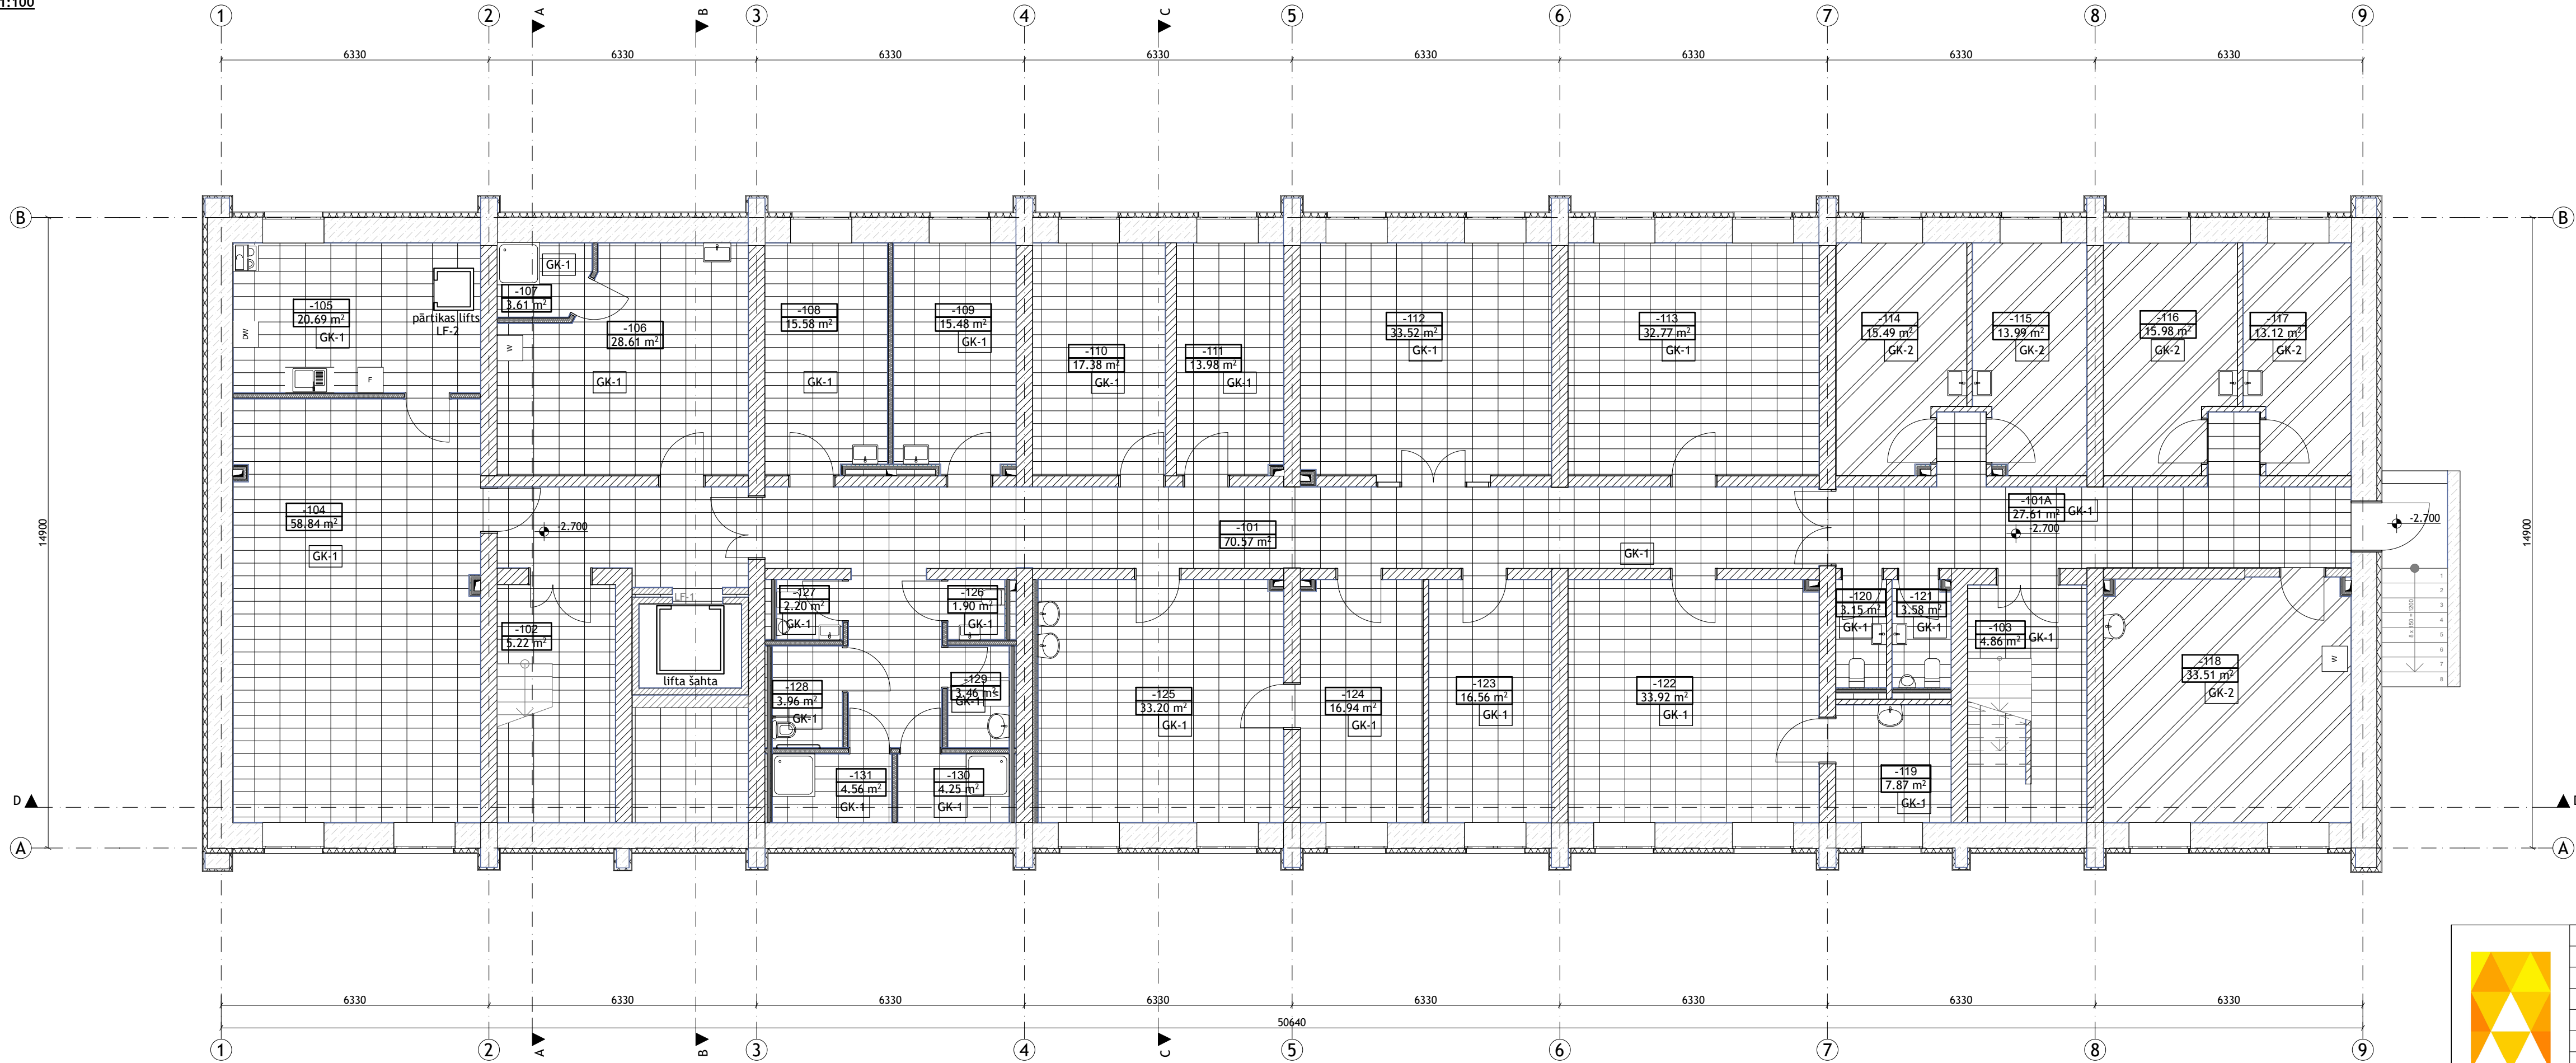 1:100
1 2 A B 3 4 C 5 6 7 8 9
6330 6330 6330 6330 6330 6330 6330 6330
B B
14900
14900
-105
20.69 m²
GK-1
DW
F
pārtikas lifts
LF-2
GK-1
-107
3.61 m²
W
-106
28.61 m²
GK-1
-108
15.58 m²
GK-1
-109
15.48 m²
GK-1
-110
17.38 m²
GK-1
-111
13.98 m²
GK-1
-112
33.52 m²
GK-1
-113
32.77 m²
GK-1
-114
15.49 m²
GK-2
-115
13.99 m²
GK-2
-116
15.98 m²
GK-2
-117
13.12 m²
GK-2
-104
58.84 m²
GK-1
-2.700
-101
70.57 m²
GK-1
-101A
27.61 m²
GK-1
-2.700
-2.700
1
2
3
4
5
6
7
8
8 x 150 = 1200
-102
5.22 m²
LF-1
lifta šahta
-127
2.20 m²
GK-1
-126
1.90 m²
GK-1
-128
3.96 m²
GK-1
-129
3.46 m²
GK-1
-131
4.56 m²
GK-1
-130
4.25 m²
GK-1
-125
33.20 m²
GK-1
-124
16.94 m²
GK-1
-123
16.56 m²
GK-1
-122
33.92 m²
GK-1
-120
3.15 m²
GK-1
-121
3.58 m²
GK-1
-103
4.86 m²
GK-1
-119
7.87 m²
GK-1
-118
33.51 m²
GK-2
W
D
A A
6330 6330 6330 6330 6330 6330 6330 6330
50640
1 2 A B 3 4 C 5 6 7 8 9